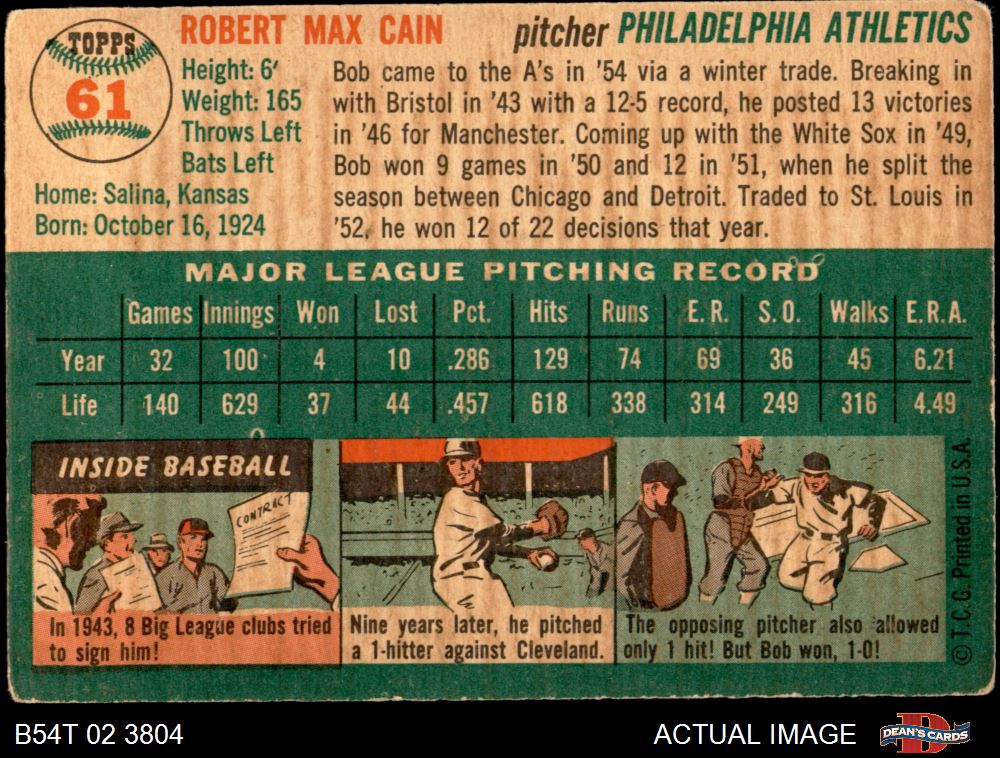 TOPPS
61
ROBERT MAX CAIN
pitcher PHILADELPHIA ATHLETICS
Height: 6'
Weight: 165
Throws Left
Bats Left
Home: Salina, Kansas
Born: October 16, 1924
Bob came to the A's in '54 via a winter trade. Breaking in
with Bristol in '43 with a 12-5 record, he posted 13 victories
in '46 for Manchester. Coming up with the White Sox in '49,
Bob won 9 games in '50 and 12 in '51, when he split the
season between Chicago and Detroit. Traded to St. Louis in
'52, he won 12 of 22 decisions that year.
MAJOR LEAGUE PITCHING RECORD
Games Innings Won Lost Pct. Hits Runs E.R. S.O. Walks E.R.A.
Year 32 100 4 10 .286 129 74 69 36 45 6.21
Life 140 629 37 44 .457 618 338 314 249 316 4.49
INSIDE BASEBALL
CONTRACT
In 1943, 8 Big League clubs tried
to sign him!
Nine years later, he pitched
a 1-hitter against Cleveland.
The opposing pitcher also allowed
only 1 hit! But Bob won, 1-0!
© T.C.G. Printed in U.S.A.
B54T 02 3804
ACTUAL IMAGE
DEAN'S CARDS